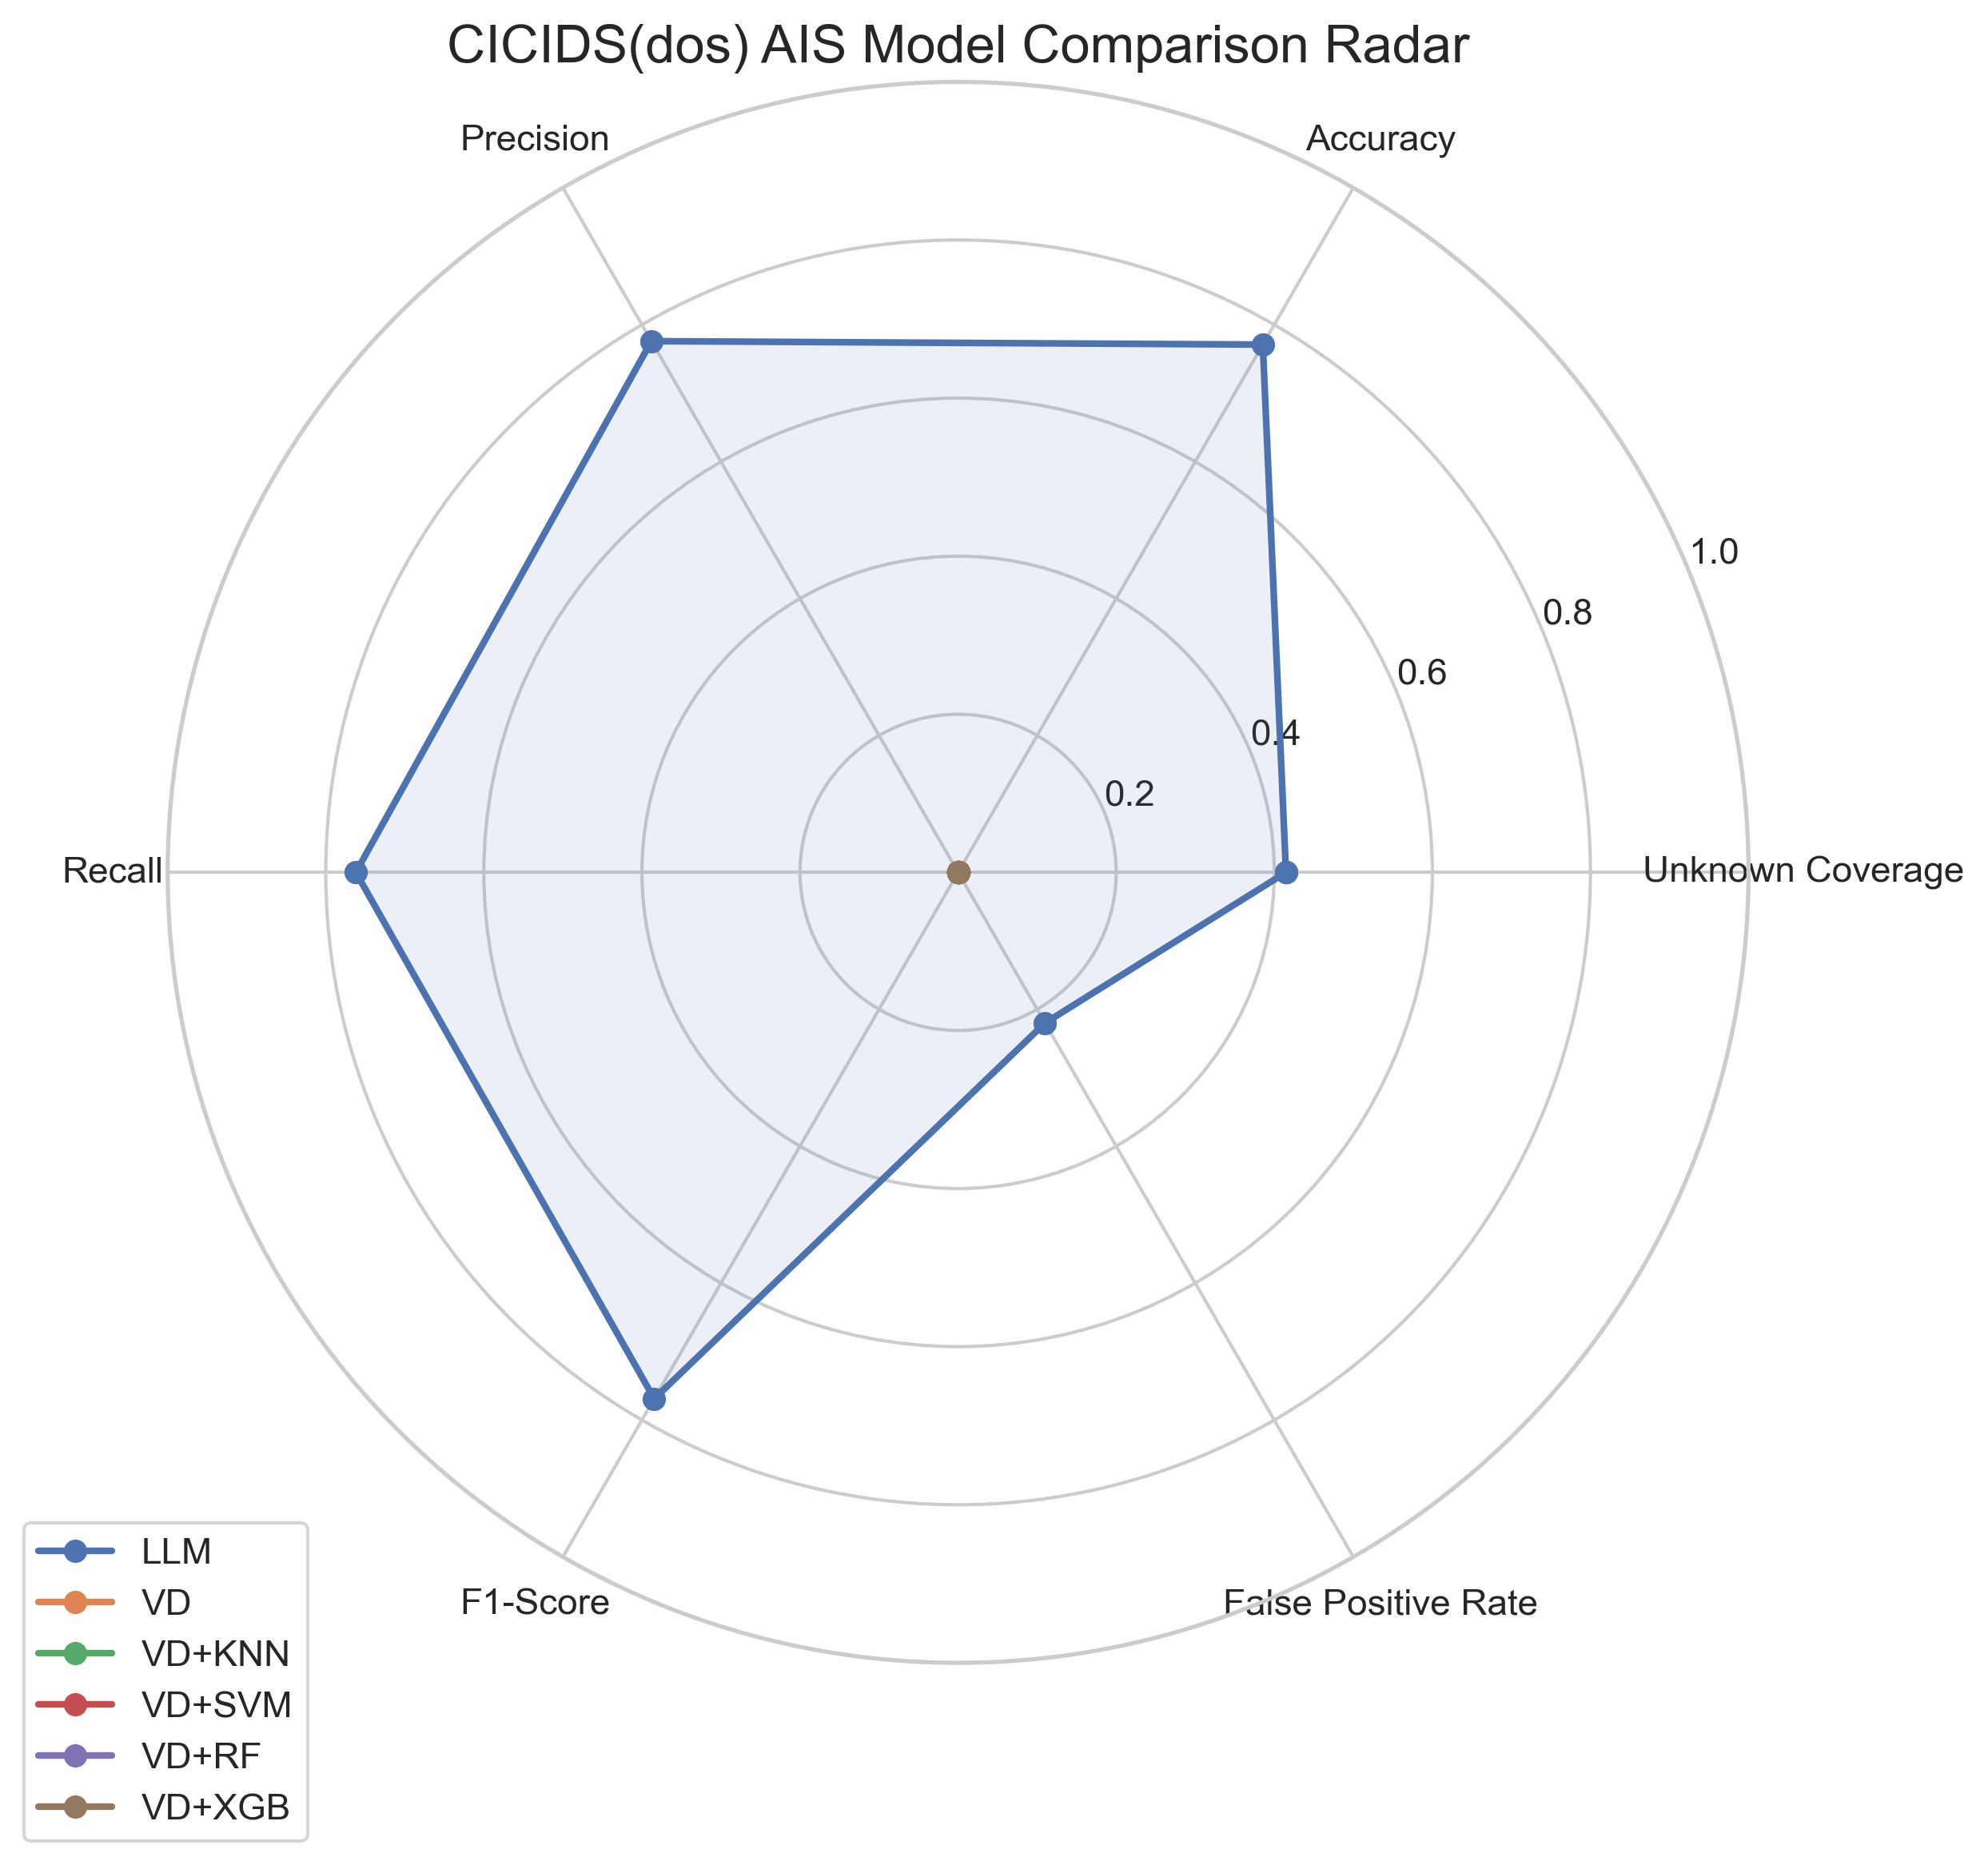 CICIDS(dos) AIS Model Comparison Radar
Precision
Accuracy
1.0
0.8
0.6
0.4
0.2
Recall
Unknown Coverage
F1-Score
False Positive Rate
LLM
VD
VD+KNN
VD+SVM
VD+RF
VD+XGB